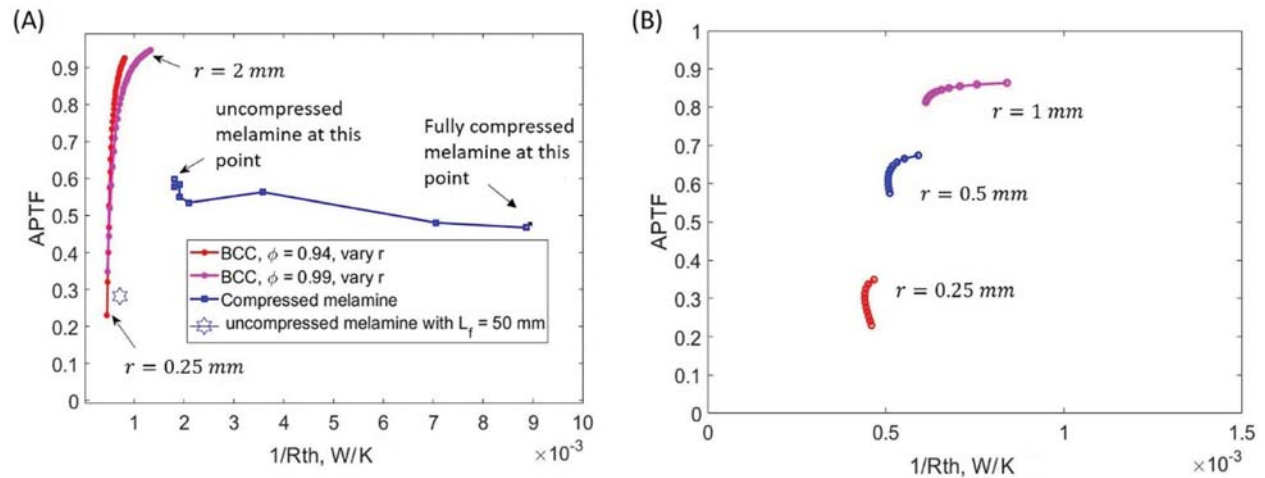 (A)
APTF
0.9
0.8
0.7
0.6
0.5
0.4
0.3
0.2
0.1
0
r = 2 mm
uncompressed
melamine at this
point
Fully compressed
melamine at this
point
BCC, ϕ = 0.94, vary r
BCC, ϕ = 0.99, vary r
Compressed melamine
uncompressed melamine with L_f = 50 mm
r = 0.25 mm
1 2 3 4 5 6 7 8 9 10
1/Rth, W/K
×10⁻³
(B)
APTF
1
0.9
0.8
0.7
0.6
0.5
0.4
0.3
0.2
0.1
0
r = 1 mm
r = 0.5 mm
r = 0.25 mm
0 0.5 1 1.5
1/Rth, W/K
×10⁻³